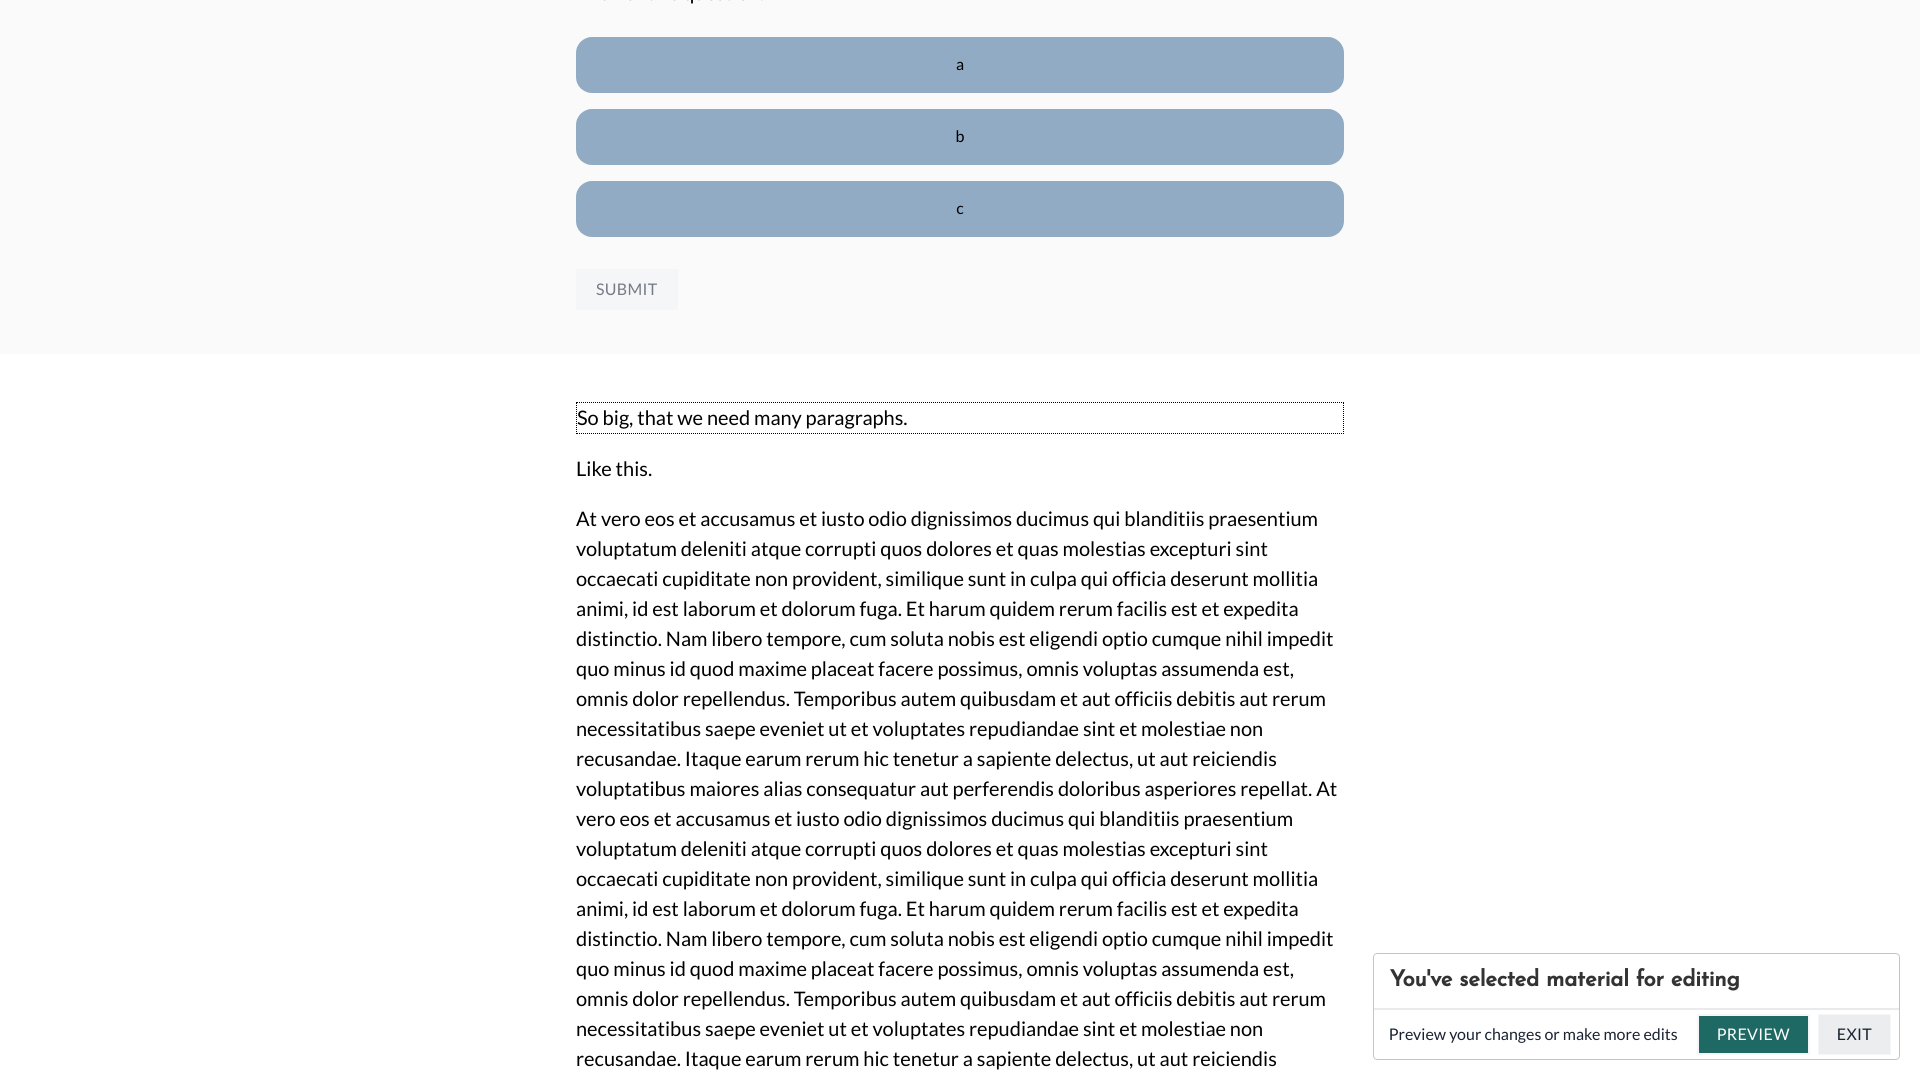 a
b
c
SUBMIT
So big, that we need many paragraphs.
Like this.
At vero eos et accusamus et iusto odio dignissimos ducimus qui blanditiis praesentium
voluptatum deleniti atque corrupti quos dolores et quas molestias excepturi sint
occaecati cupiditate non provident, similique sunt in culpa qui officia deserunt mollitia
animi, id est laborum et dolorum fuga. Et harum quidem rerum facilis est et expedita
distinctio. Nam libero tempore, cum soluta nobis est eligendi optio cumque nihil impedit
quo minus id quod maxime placeat facere possimus, omnis voluptas assumenda est,
omnis dolor repellendus. Temporibus autem quibusdam et aut officiis debitis aut rerum
necessitatibus saepe eveniet ut et voluptates repudiandae sint et molestiae non
recusandae. Itaque earum rerum hic tenetur a sapiente delectus, ut aut reiciendis
voluptatibus maiores alias consequatur aut perferendis doloribus asperiores repellat. At
vero eos et accusamus et iusto odio dignissimos ducimus qui blanditiis praesentium
voluptatum deleniti atque corrupti quos dolores et quas molestias excepturi sint
occaecati cupiditate non provident, similique sunt in culpa qui officia deserunt mollitia
animi, id est laborum et dolorum fuga. Et harum quidem rerum facilis est et expedita
distinctio. Nam libero tempore, cum soluta nobis est eligendi optio cumque nihil impedit
quo minus id quod maxime placeat facere possimus, omnis voluptas assumenda est,
omnis dolor repellendus. Temporibus autem quibusdam et aut officiis debitis aut rerum
necessitatibus saepe eveniet ut et voluptates repudiandae sint et molestiae non
recusandae. Itaque earum rerum hic tenetur a sapiente delectus, ut aut reiciendis
You've selected material for editing
Preview your changes or make more edits PREVIEW EXIT